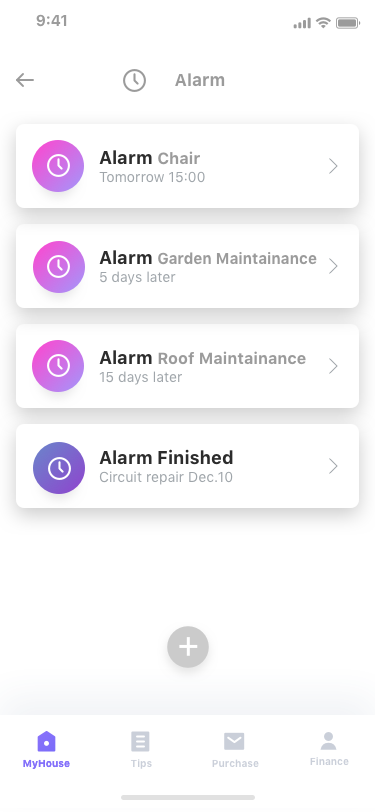 9:41
Alarm
Alarm Chair
Tomorrow 15:00
Alarm Garden Maintainance
5 days later
Alarm Roof Maintainance
15 days later
Alarm Finished
Circuit repair Dec.10
MyHouse Tips Purchase Finance